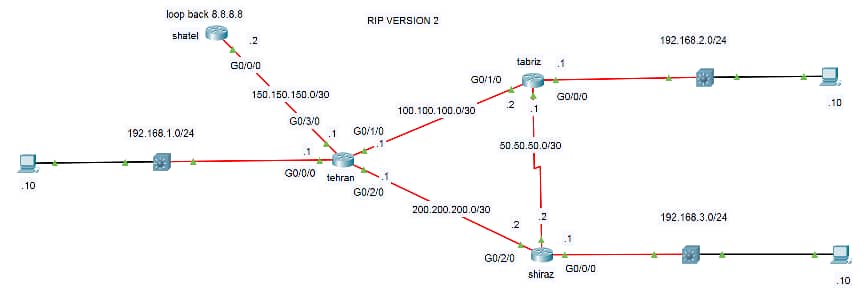 loop back 8.8.8.8
RIP VERSION 2
shatel
.2
G0/0/0
150.150.150.0/30
G0/3/0
.1
192.168.1.0/24
.1
G0/0/0
.10
tehran
G0/1/0
.1
100.100.100.0/30
.1
G0/2/0
200.200.200.0/30
tabriz
.1
G0/1/0
.2
.1
G0/0/0
192.168.2.0/24
.10
50.50.50.0/30
.2
.2
.1
G0/2/0
shiraz
G0/0/0
192.168.3.0/24
.10